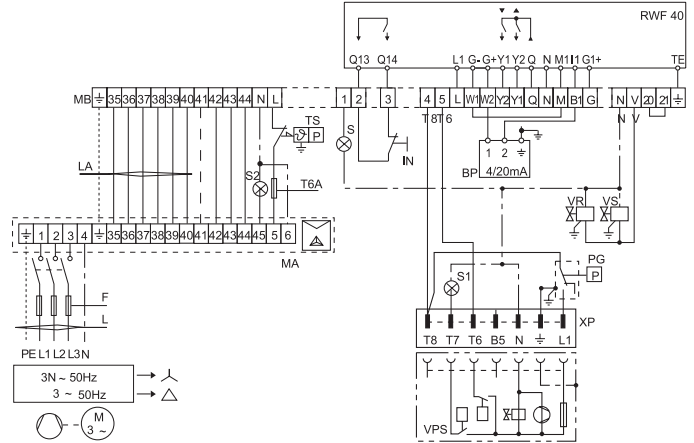 RWF 40
Q13 Q14 L1 G- G+ Y1 Y2 Q N M1 I1 G1+ TE
MB 35 36 37 38 39 40 41 42 43 44 N L 1 2 3 4 5 L W1 W2 Y2 Y1 Q N M B1 G N V 20 21
T8 T6 N V
TS
P
S
IN
1 2
BP 4/20mA
LA
S2
T6A
VR VS
1 2 3 4 35 36 37 38 39 40 41 42 43 44 45 5 6
MA
PG
P
S1
F
L
XP
T8 T7 T6 B5 N L1
PE L1 L2 L3 N
3N ~ 50Hz
3 ~ 50Hz
M
3 ~
VPS